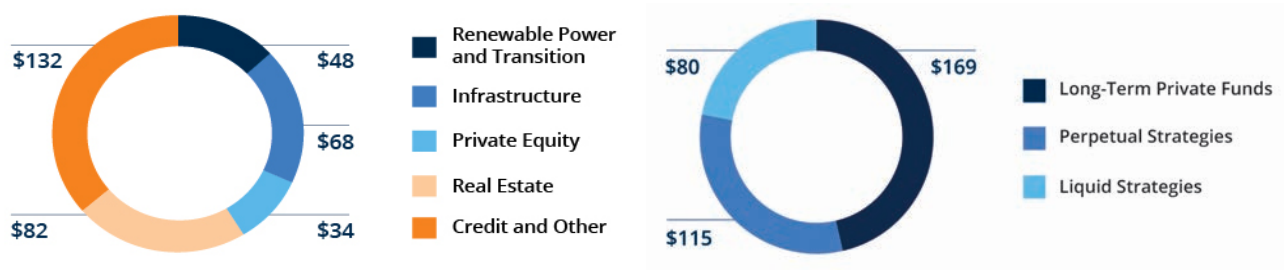 $132
$48
$68
$82
$34
Renewable Power
and Transition
Infrastructure
Private Equity
Real Estate
Credit and Other
$80
$169
$115
Long-Term Private Funds
Perpetual Strategies
Liquid Strategies